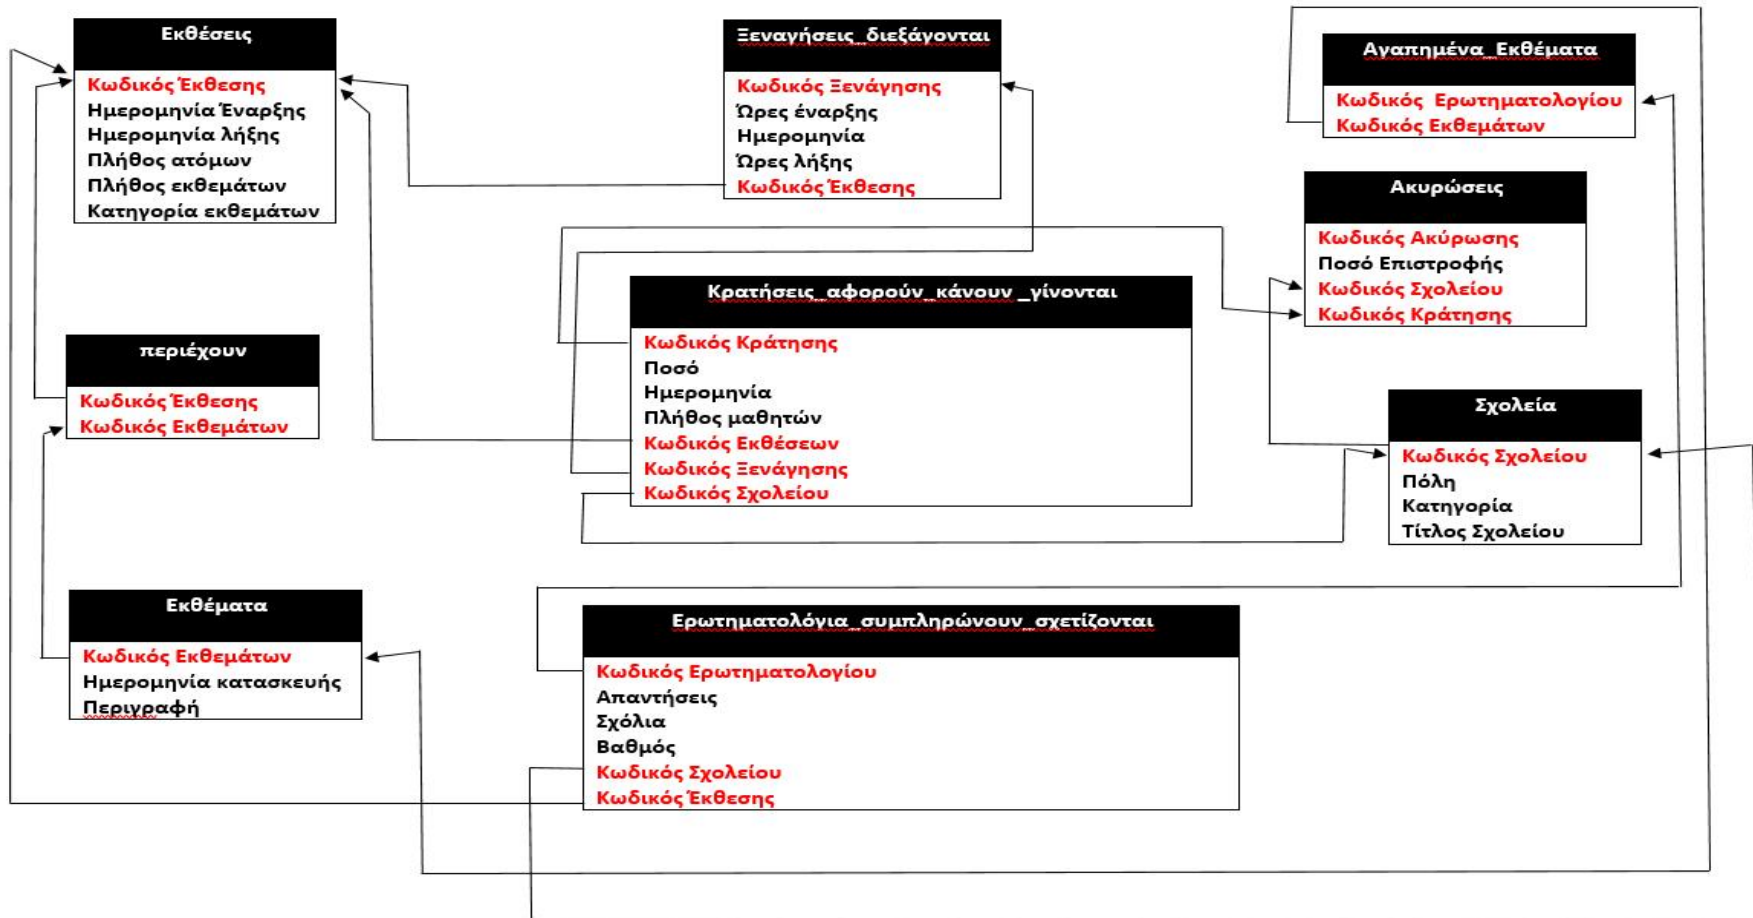 Εκθέσεις
Κωδικός Έκθεσης
Ημερομηνία Έναρξης
Ημερομηνία λήξης
Πλήθος ατόμων
Πλήθος εκθεμάτων
Κατηγορία εκθεμάτων
Ξεναγήσεις_διεξάγονται
Κωδικός Ξενάγησης
Ώρες έναρξης
Ημερομηνία
Ώρες λήξης
Κωδικός Έκθεσης
Αγαπημένα_Εκθέματα
Κωδικός Ερωτηματολογίου
Κωδικός Εκθεμάτων
Ακυρώσεις
Κωδικός Ακύρωσης
Ποσό Επιστροφής
Κωδικός Σχολείου
Κωδικός Κράτησης
Κρατήσεις_αφορούν_κάνουν _γίνονται
Κωδικός Κράτησης
Ποσό
Ημερομηνία
Πλήθος μαθητών
Κωδικός Εκθέσεων
Κωδικός Ξενάγησης
Κωδικός Σχολείου
περιέχουν
Κωδικός Έκθεσης
Κωδικός Εκθεμάτων
Σχολεία
Κωδικός Σχολείου
Πόλη
Κατηγορία
Τίτλος Σχολείου
Εκθέματα
Κωδικός Εκθεμάτων
Ημερομηνία κατασκευής
Περιγραφή
Ερωτηματολόγια_συμπληρώνουν_σχετίζονται
Κωδικός Ερωτηματολογίου
Απαντήσεις
Σχόλια
Βαθμός
Κωδικός Σχολείου
Κωδικός Έκθεσης